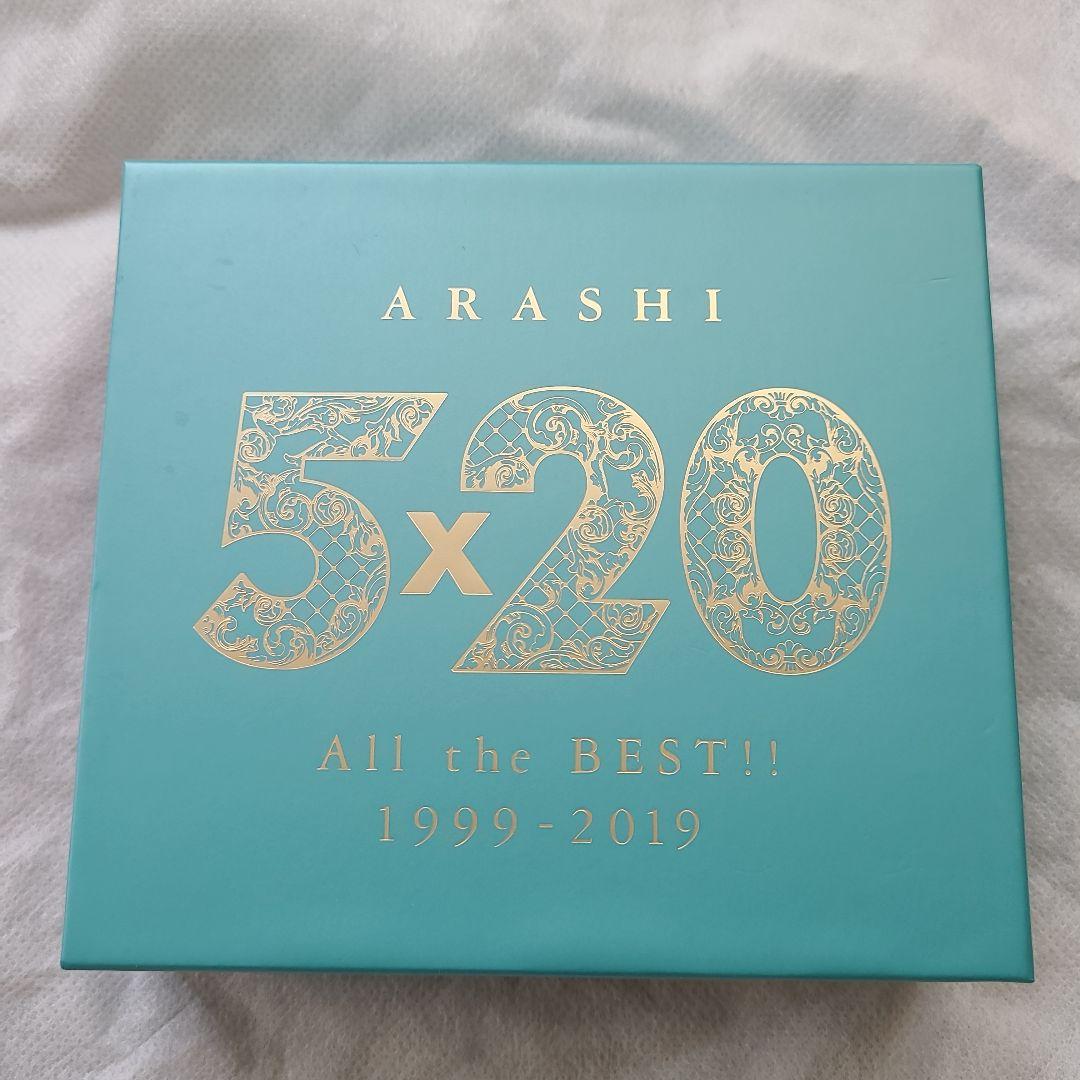 ARASHI
5x20
All the BEST!!
1999-2019